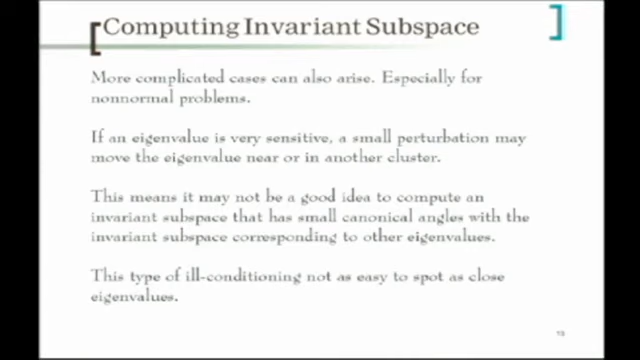 Computing Invariant Subspace
More complicated cases can also arise. Especially for
nonnormal problems.
If an eigenvalue is very sensitive, a small perturbation may
move the eigenvalue near or in another cluster.
This means it may not be a good idea to compute an
invariant subspace that has small canonical angles with the
invariant subspace corresponding to other eigenvalues.
This type of ill-conditioning not as easy to spot as close
eigenvalues.